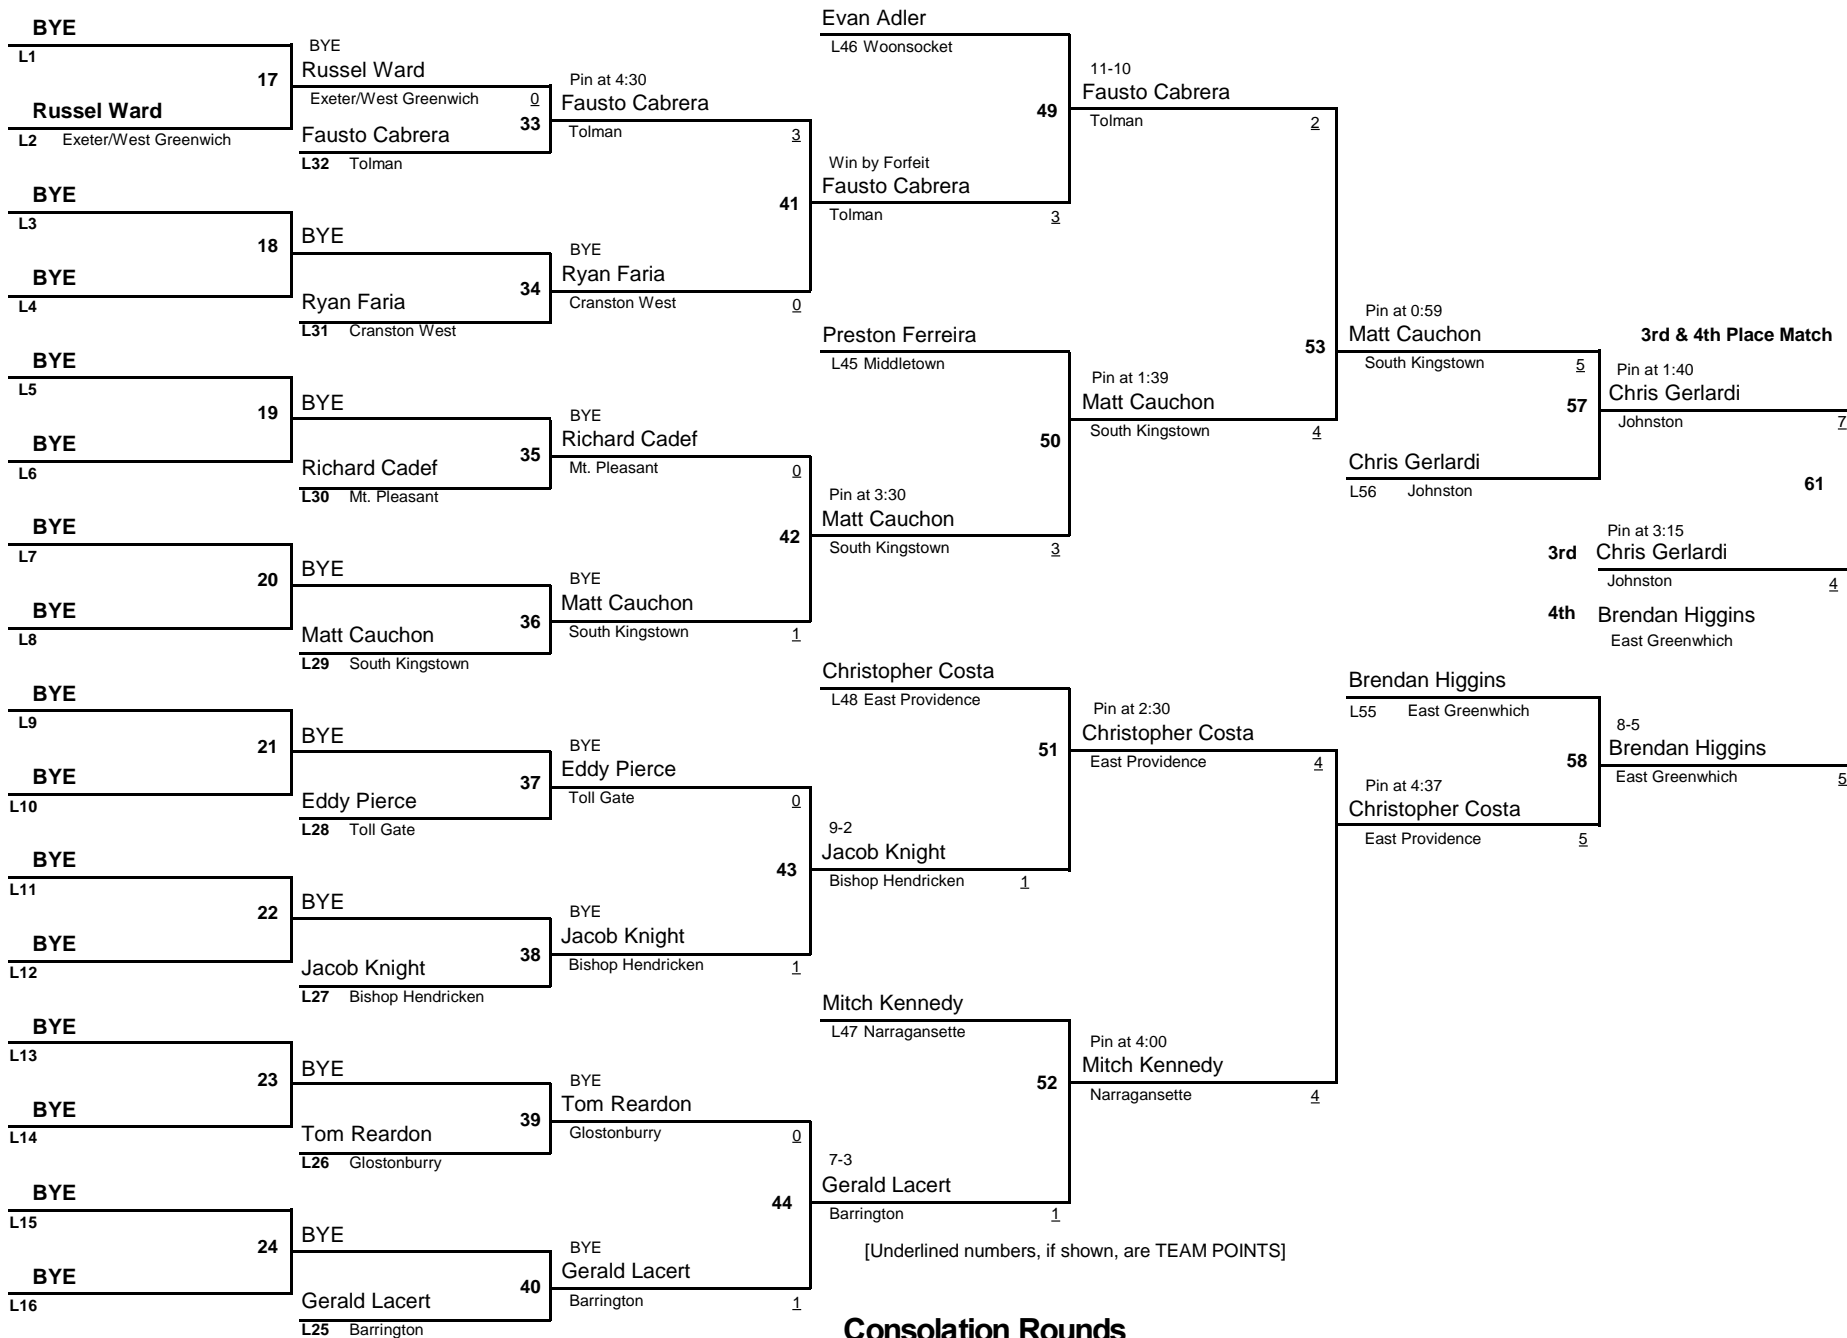 BYE
L1
17
Russel Ward
L2 Exeter/West Greenwich
BYE
L3
18
BYE
L4
BYE
L5
19
BYE
L6
BYE
L7
20
BYE
L8
BYE
L9
21
BYE
L10
BYE
L11
22
BYE
L12
BYE
L13
23
BYE
L14
BYE
L15
24
BYE
L16
BYE
Russel Ward
Exeter/West Greenwich 0
33
Fausto Cabrera
L32 Tolman
BYE
34
Ryan Faria
L31 Cranston West
BYE
35
Richard Cadef
L30 Mt. Pleasant
BYE
36
Matt Cauchon
L29 South Kingstown
BYE
37
Eddy Pierce
L28 Toll Gate
BYE
38
Jacob Knight
L27 Bishop Hendricken
BYE
39
Tom Reardon
L26 Glostonburry
BYE
40
Gerald Lacert
L25 Barrington
Pin at 4:30
Fausto Cabrera
Tolman 3
41
BYE
Ryan Faria
Cranston West 0
BYE
Richard Cadef
Mt. Pleasant 0
42
BYE
Matt Cauchon
South Kingstown 1
BYE
Eddy Pierce
Toll Gate 0
43
BYE
Jacob Knight
Bishop Hendricken 1
BYE
Tom Reardon
Glostonburry 0
44
BYE
Gerald Lacert
Barrington 1
Evan Adler
L46 Woonsocket
49
Win by Forfeit
Fausto Cabrera
Tolman 3
Preston Ferreira
L45 Middletown
50
Pin at 3:30
Matt Cauchon
South Kingstown 3
Christopher Costa
L48 East Providence
51
9-2
Jacob Knight
Bishop Hendricken 1
Mitch Kennedy
L47 Narragansette
52
7-3
Gerald Lacert
Barrington 1
11-10
Fausto Cabrera
Tolman 2
53
Pin at 1:39
Matt Cauchon
South Kingstown 4
Pin at 2:30
Christopher Costa
East Providence 4
Pin at 4:00
Mitch Kennedy
Narragansette 4
Pin at 0:59
Matt Cauchon
South Kingstown 5
57
Chris Gerlardi
L56 Johnston
Brendan Higgins
L55 East Greenwhich
58
Pin at 4:37
Christopher Costa
East Providence 5
3rd & 4th Place Match
Pin at 1:40
Chris Gerlardi
Johnston 7
61
Pin at 3:15
3rd Chris Gerlardi
Johnston 4
4th Brendan Higgins
East Greenwhich
8-5
Brendan Higgins
East Greenwhich 5
[Underlined numbers, if shown, are TEAM POINTS]
Consolation Rounds